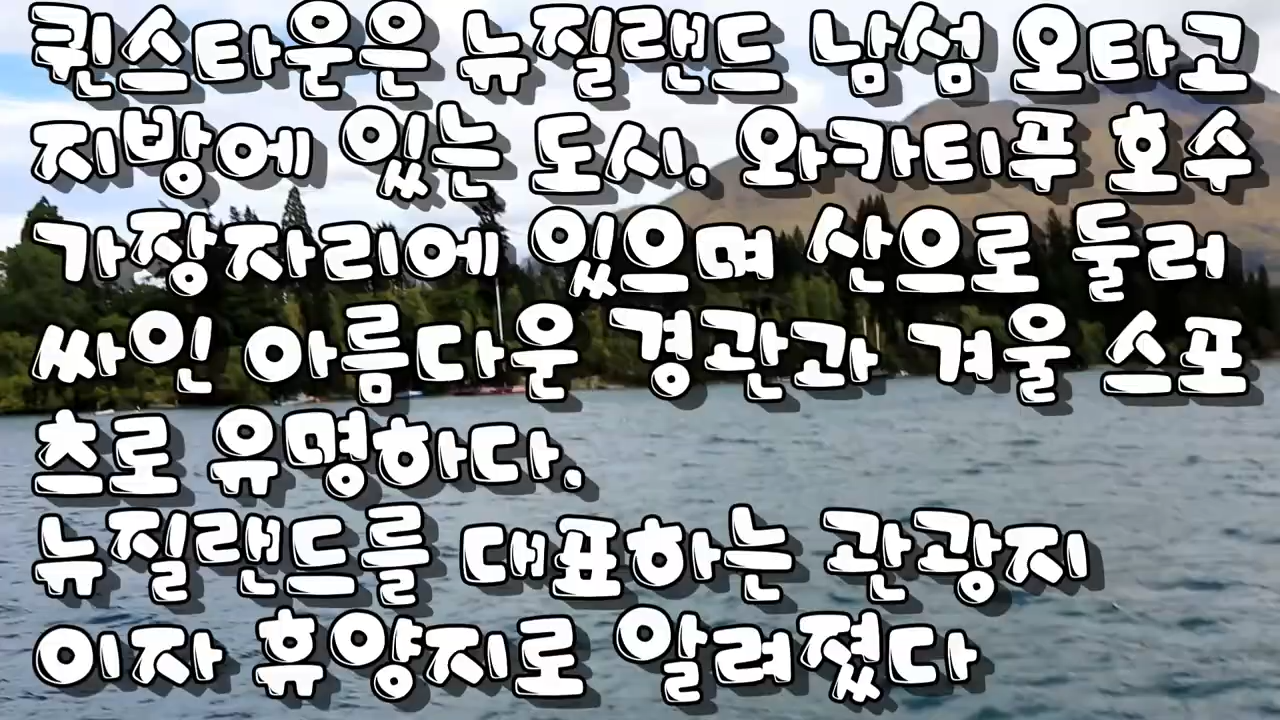 퀸스타운은 뉴질랜드 남섬 오타고
지방에 있는 도시. 와카티푸 호수
가장자리에 있으며 산으로 둘러
싸인 아름다운 경관과 겨울 스포
츠로 유명하다.
뉴질랜드를 대표하는 관광지
이자 휴양지로 알려졌다